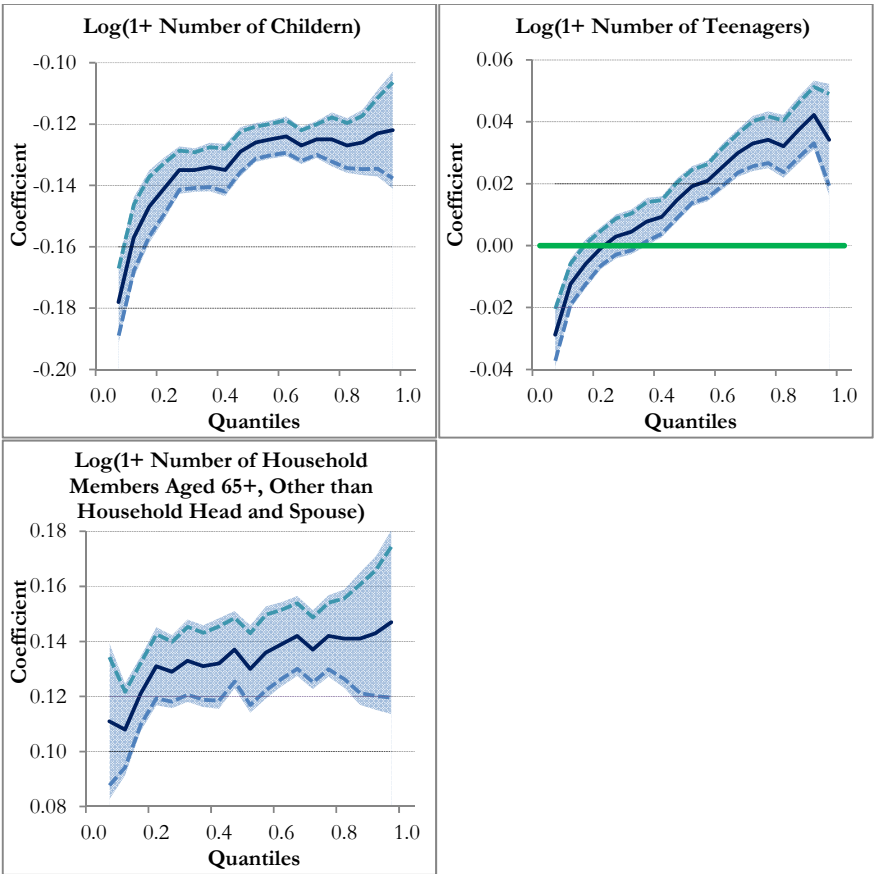 Log(1+ Number of Childern)
-0.10
-0.12
-0.14
-0.16
-0.18
-0.20
Coefficient
0.0 0.2 0.4 0.6 0.8 1.0
Quantiles
Log(1+ Number of Teenagers)
0.06
0.04
0.02
0.00
-0.02
-0.04
Coefficient
0.0 0.2 0.4 0.6 0.8 1.0
Quantiles
Log(1+ Number of Household
Members Aged 65+, Other than
Household Head and Spouse)
0.18
0.16
0.14
0.12
0.10
0.08
Coefficient
0.0 0.2 0.4 0.6 0.8 1.0
Quantiles